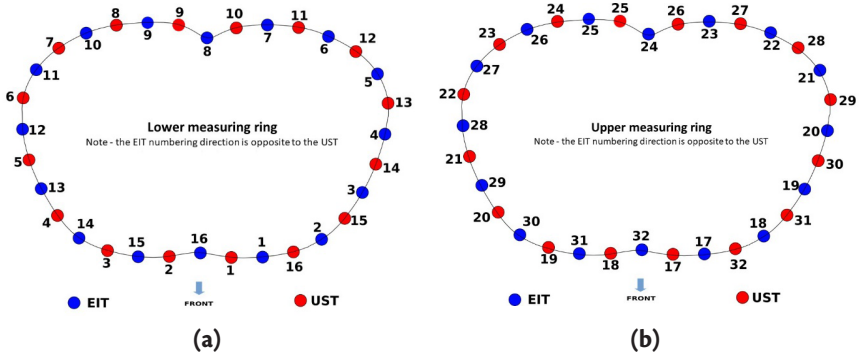 10 11
8 9 9 7
7 10 8 6 12
11 5
6 13
Lower measuring ring
12 4
Note - the EIT numbering direction is opposite to the UST
5 14
13 3
4 15
14 2
16
15 1
3 2 1 16
FRONT
EIT UST
(a)
24 25 25 26 27
23 26 24 23 22 28
27 21
22 29
Upper measuring ring
28 20
Note - the EIT numbering direction is opposite to the UST
21 30
29 19
20 31
30 18
32
31 17
19 18 17 32
FRONT
EIT UST
(b)